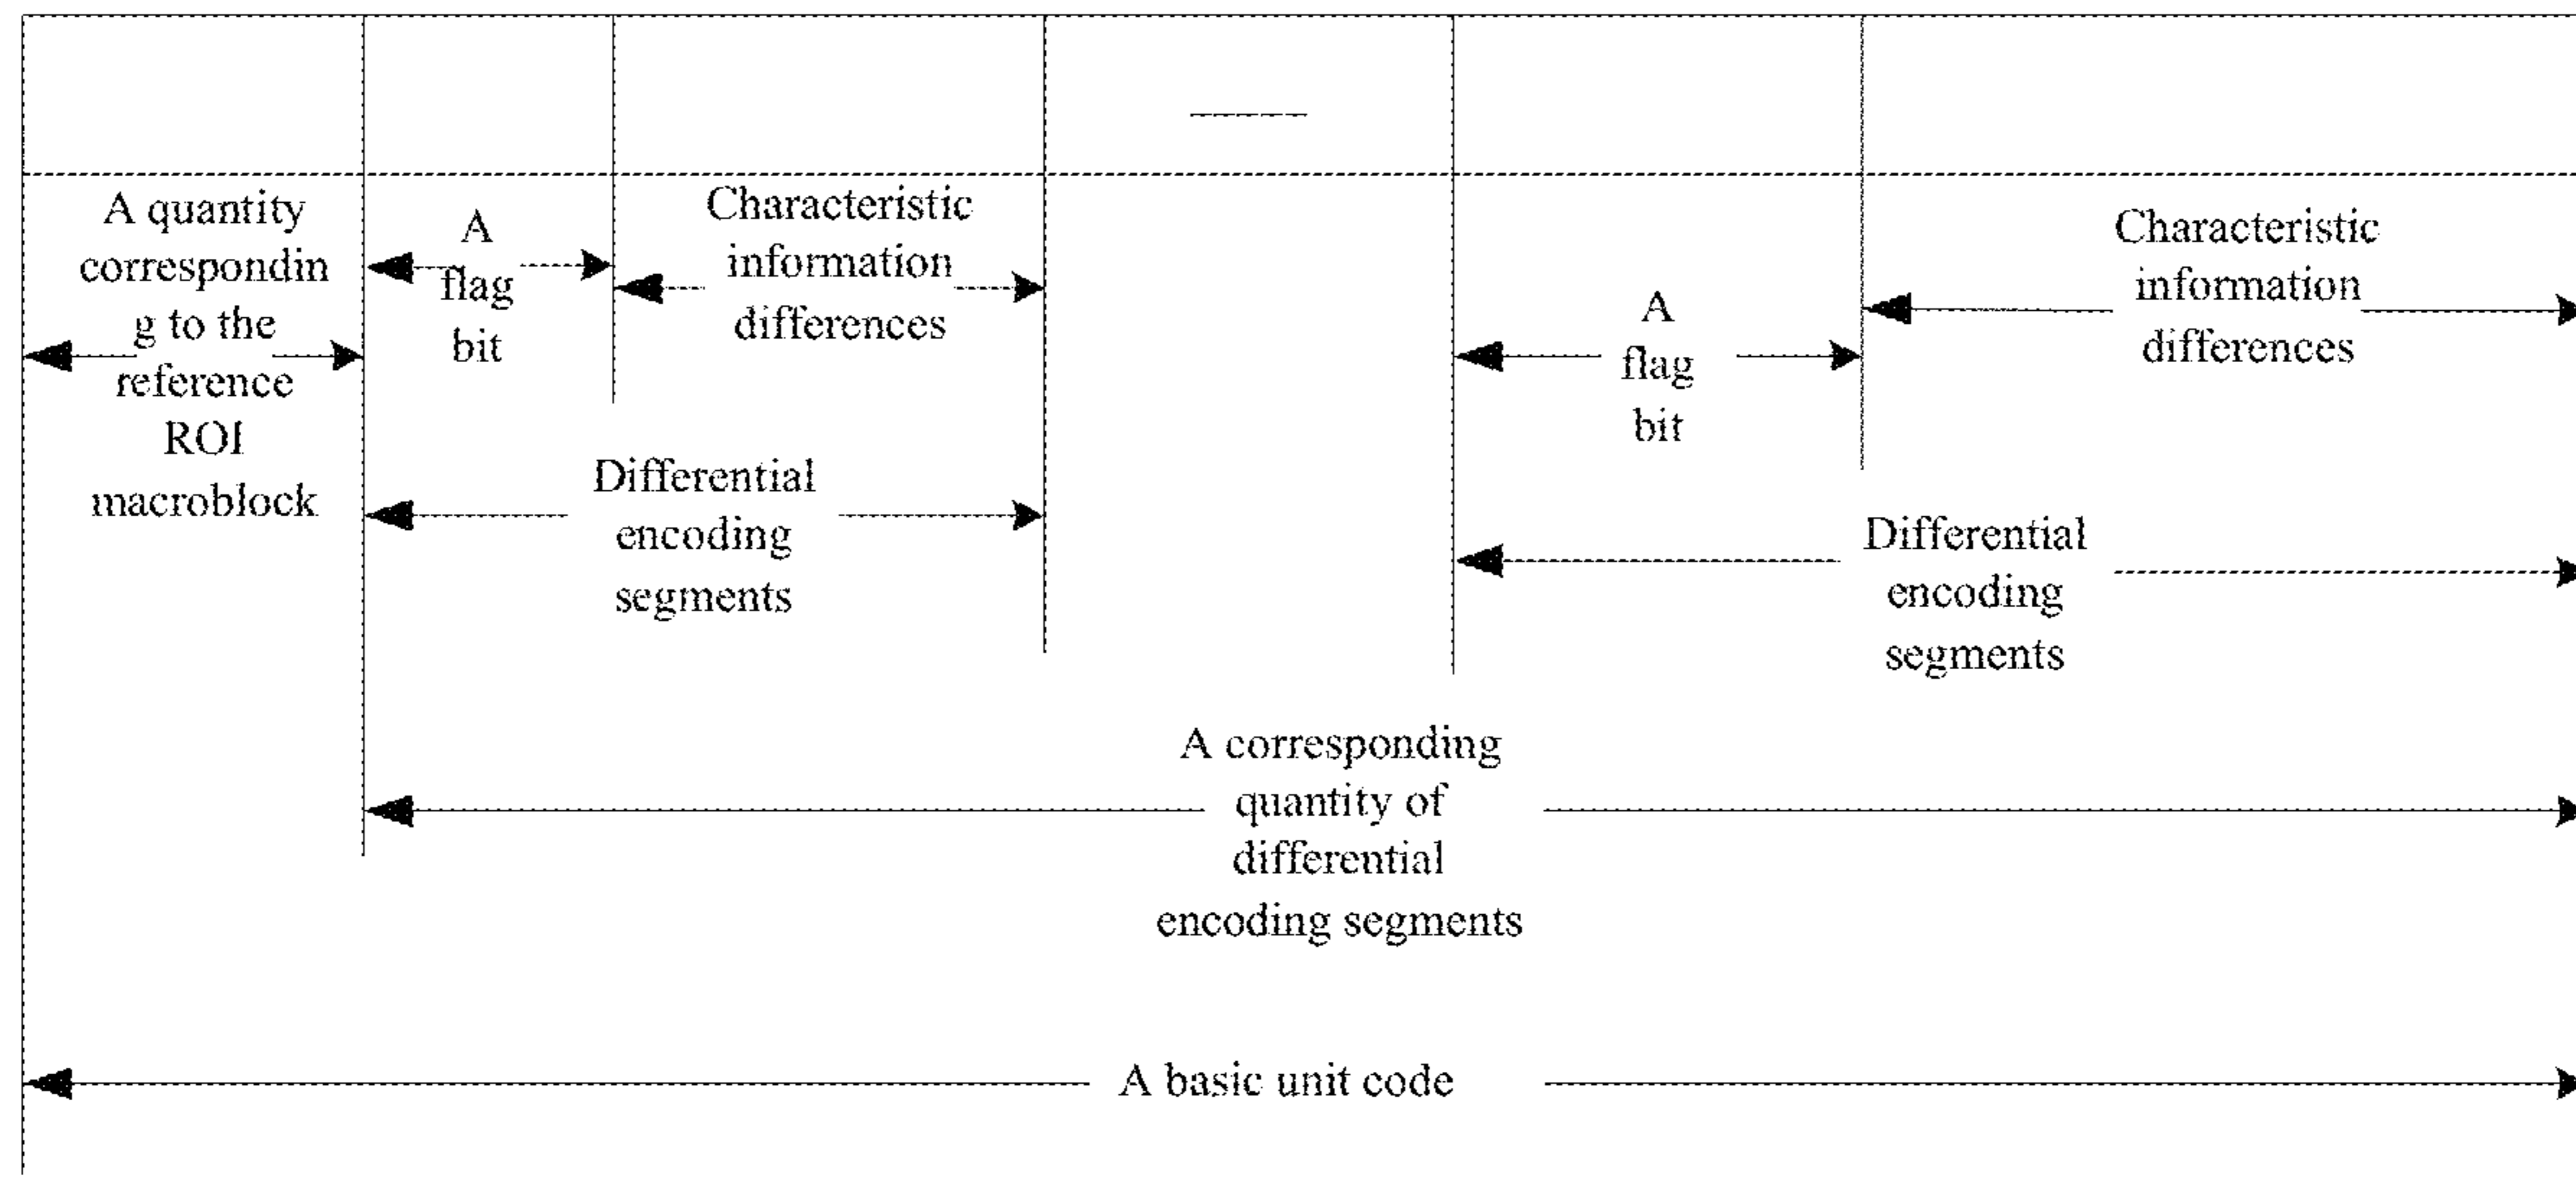 A quantity
correspondin
g to the
reference
ROI
macroblock
A
flag
bit
Characteristic
information
differences
Differential
encoding
segments
A
flag
bit
Characteristic
information
differences
Differential
encoding
segments
A corresponding
quantity of
differential
encoding segments
A basic unit code